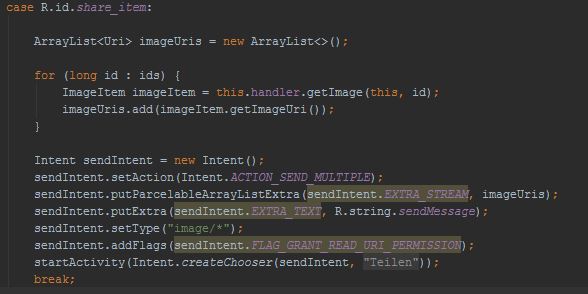 case R.id.share_item:
ArrayList<Uri> imageUris = new ArrayList<>();
for (long id : ids) {
ImageItem imageItem = this.handler.getImage(this, id);
imageUris.add(imageItem.getImageUri());
}
Intent sendIntent = new Intent();
sendIntent.setAction(Intent.ACTION_SEND_MULTIPLE);
sendIntent.putParcelableArrayListExtra(sendIntent.EXTRA_STREAM, imageUris);
sendIntent.putExtra(sendIntent.EXTRA_TEXT, R.string.sendMessage);
sendIntent.setType("image/*");
sendIntent.addFlags(sendIntent.FLAG_GRANT_READ_URI_PERMISSION);
startActivity(Intent.createChooser(sendIntent, "Teilen"));
break;